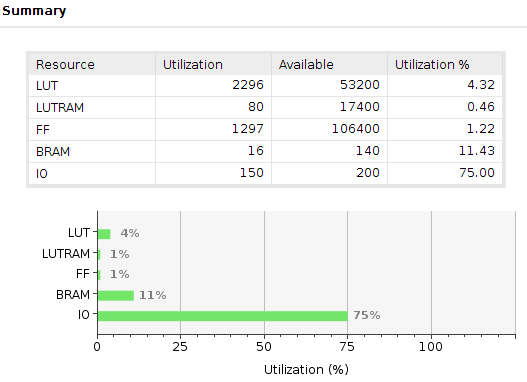 Summary
Resource Utilization Available Utilization %
LUT 2296 53200 4.32
LUTRAM 80 17400 0.46
FF 1297 106400 1.22
BRAM 16 140 11.43
IO 150 200 75.00
LUT 4%
LUTRAM 1%
FF 1%
BRAM 11%
IO 75%
0 25 50 75 100
Utilization (%)